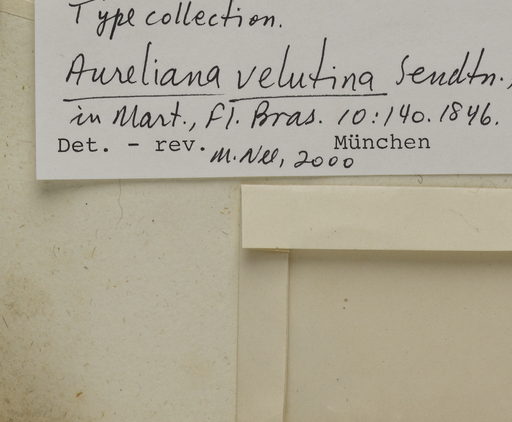 Type collection.
Aureliana velutina Sendtn.,
in Mart., Fl. Bras. 10:140. 1846.
Det. - rev. München
M. Nee, 2000